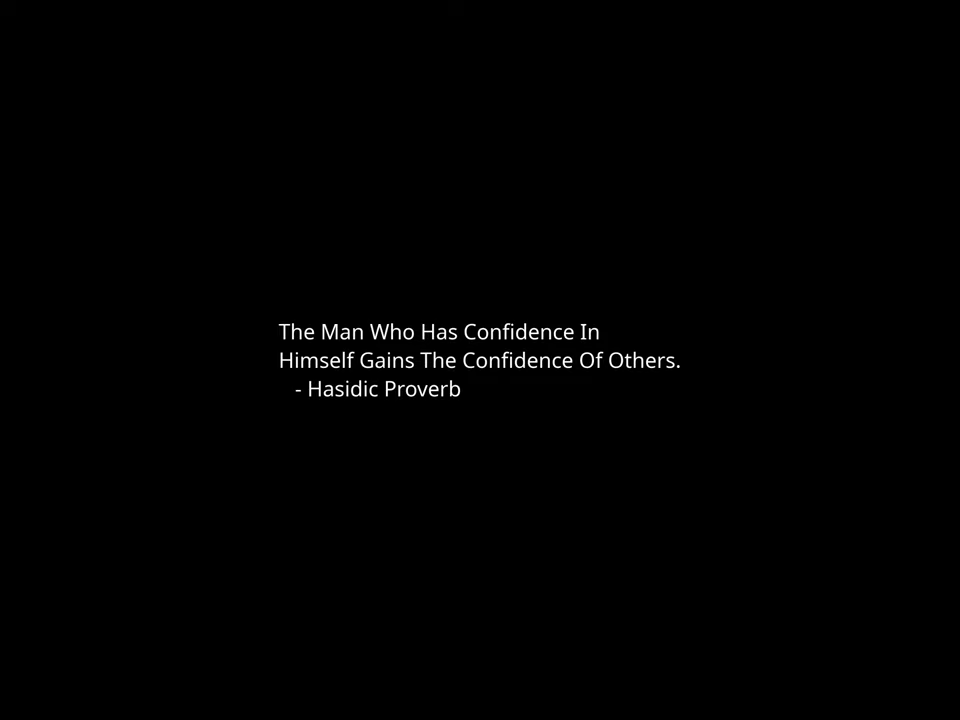 The Man Who Has Confidence In
Himself Gains The Confidence Of Others.
- Hasidic Proverb